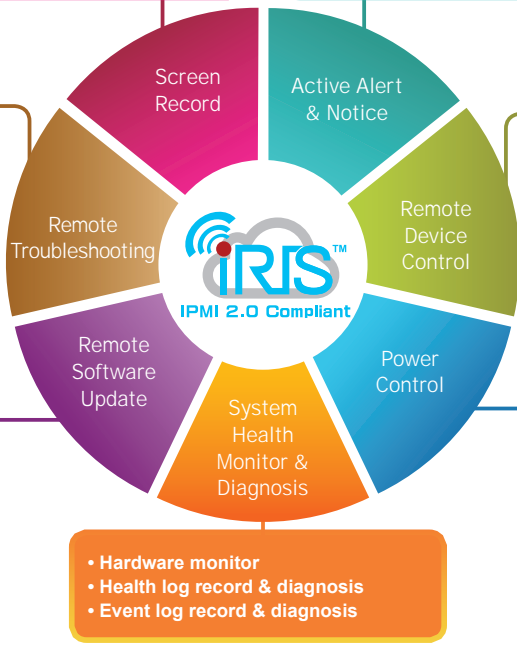 Screen
Record
Active Alert
& Notice
Remote
Device
Control
Power
Control
System
Health
Monitor &
Diagnosis
Remote
Software
Update
Remote
Troubleshooting
iRIS™
IPMI 2.0 Compliant
• Hardware monitor
• Health log record & diagnosis
• Event log record & diagnosis